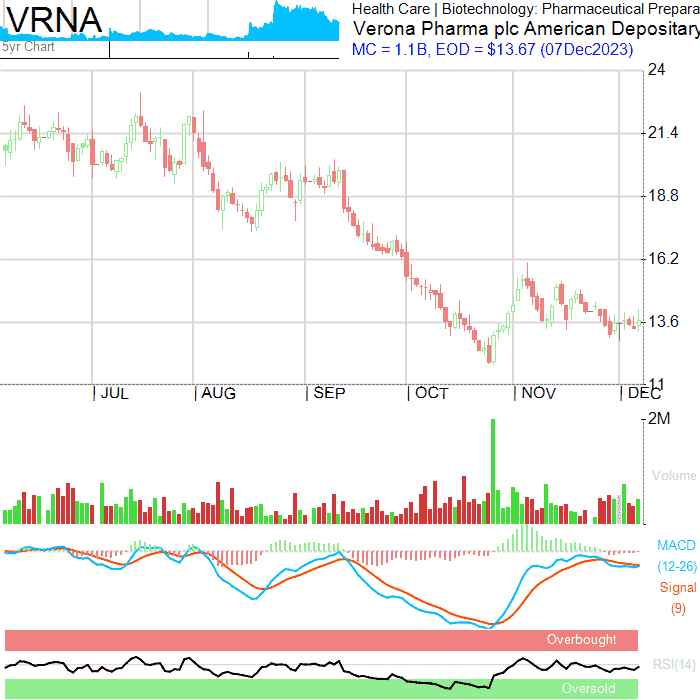 VRNA
5yr Chart
Health Care | Biotechnology: Pharmaceutical Prepara
Verona Pharma plc American Depositary
MC = 1.1B, EOD = $13.67 (07Dec2023)
24
21.4
18.8
16.2
13.6
11
JUL
AUG
SEP
OCT
NOV
DEC
2M
Volume
MACD
(12-26)
Signal
(9)
Overbought
RSI(14)
Oversold